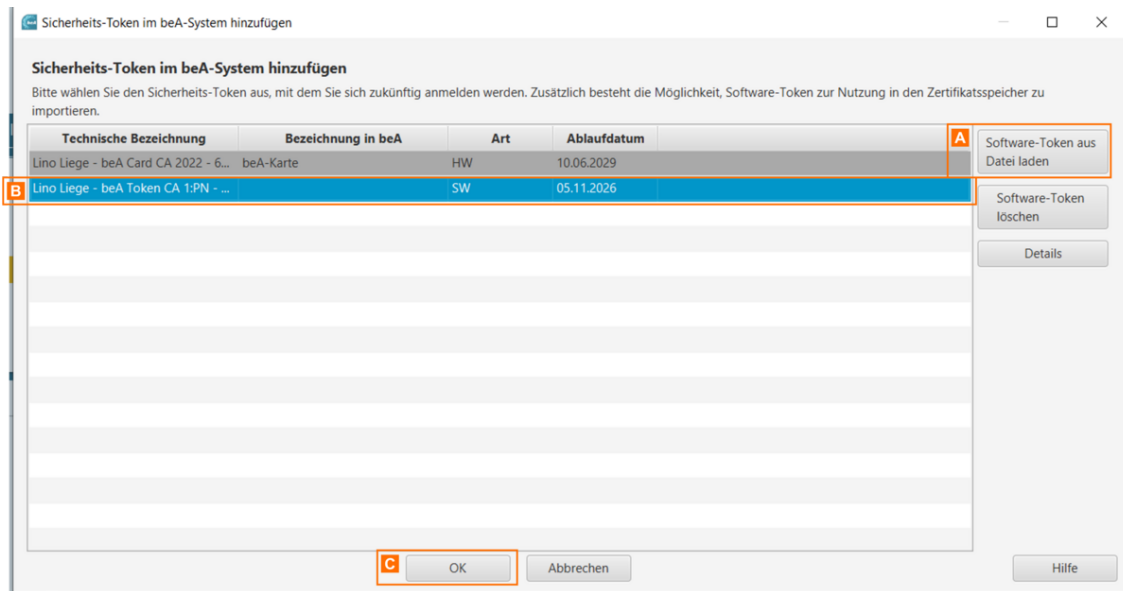 Sicherheits-Token im beA-System hinzufügen
Sicherheits-Token im beA-System hinzufügen
Bitte wählen Sie den Sicherheits-Token aus, mit dem Sie sich zukünftig anmelden werden. Zusätzlich besteht die Möglichkeit, Software-Token zur Nutzung in den Zertifikatsspeicher zu
importieren.
Technische Bezeichnung Bezeichnung in beA Art Ablaufdatum
A Software-Token aus
Datei laden
Lino Liege - beA Card CA 2022 - 6... beA-Karte HW 10.06.2029
B Lino Liege - beA Token CA 1:PN - ... SW 05.11.2026
Software-Token
löschen
Details
C OK Abbrechen Hilfe